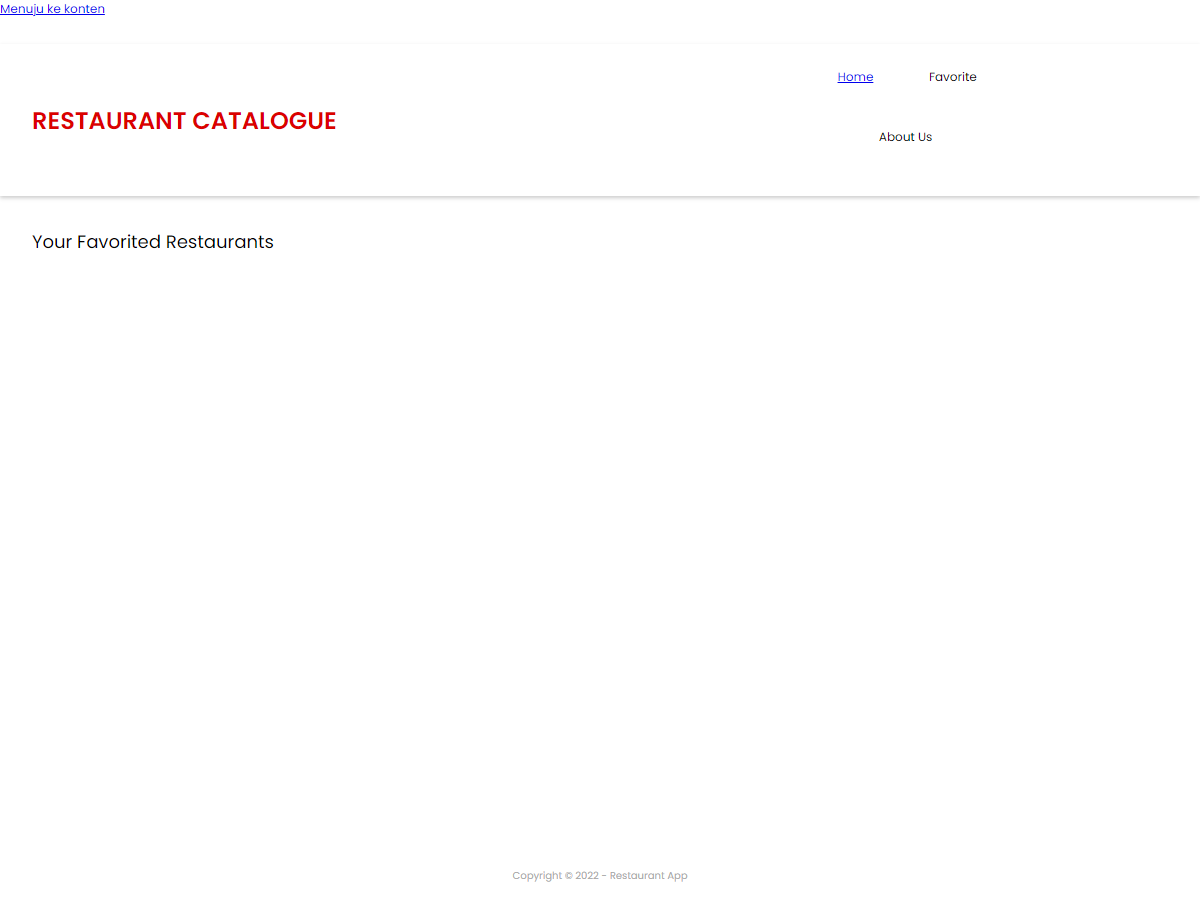 Menuju ke konten
RESTAURANT CATALOGUE
Home Favorite
About Us
Your Favorited Restaurants
Copyright © 2022 - Restaurant App